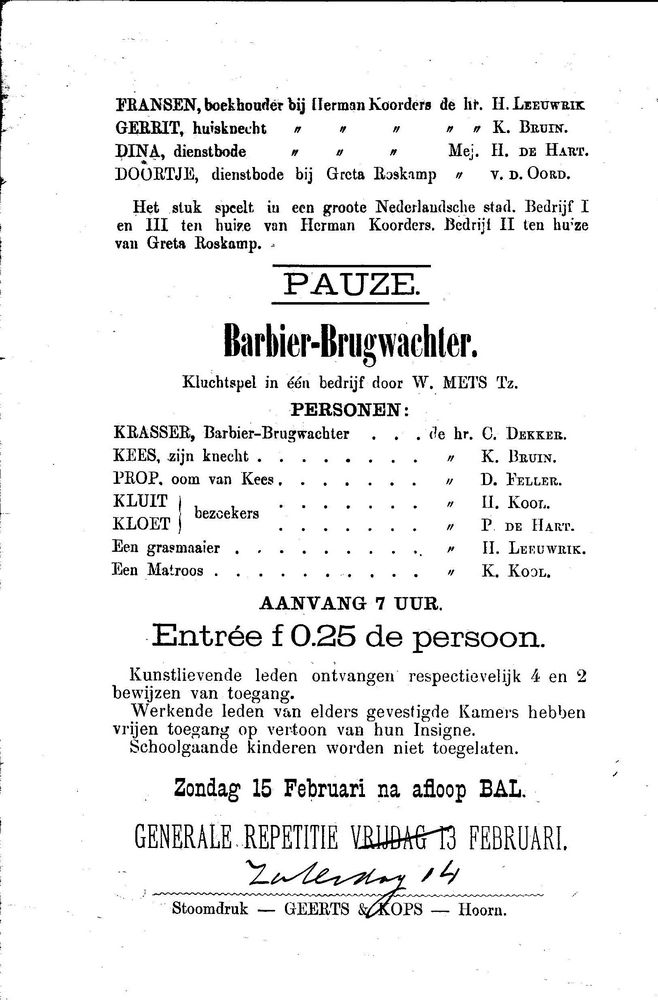 FRANSEN, boekhouder bij Herman Koorders de hr. H. LEEUWRIK
GERRIT, huisknecht " " " " " K. BRUIN.
DINA, dienstbode " " " Mej. H. DE HART.
DOORTJE, dienstbode bij Greta Roskamp " V. D. OORD.
Het stuk speelt in een groote Nederlandsche stad. Bedrijf I
en III ten huize van Herman Koorders. Bedrijf II ten huize
van Greta Roskamp.
PAUZE.
Barbier-Brugwachter.
Kluchtspel in één bedrijf door W. METS Tz.
PERSONEN:
KRASSER, Barbier-Brugwachter . . . de hr. C. DEKKER.
KEES, zijn knecht . . . . . . . . " K. BRUIN.
PROP, oom van Kees . . . . . . . " D. FELLER.
KLUIT } bezoekers . . . . . . . " H. KOOL.
KLOET } . . . . . . . " P. DE HART.
Een grasmaaier . . . . . . . . . " H. LEEUWRIK.
Een Matroos . . . . . . . . . . " K. KOOL.
AANVANG 7 UUR.
Entrée f 0.25 de persoon.
Kunstlievende leden ontvangen respectievelijk 4 en 2
bewijzen van toegang.
Werkende leden van elders gevestigde Kamers hebben
vrijen toegang op vertoon van hun Insigne.
Schoolgaande kinderen worden niet toegelaten.
Zondag 15 Februari na afloop BAL.
GENERALE REPETITIE VRIJDAG 13 FEBRUARI.
Zaterdag 14
Stoomdruk — GEERTS & KOPS — Hoorn.